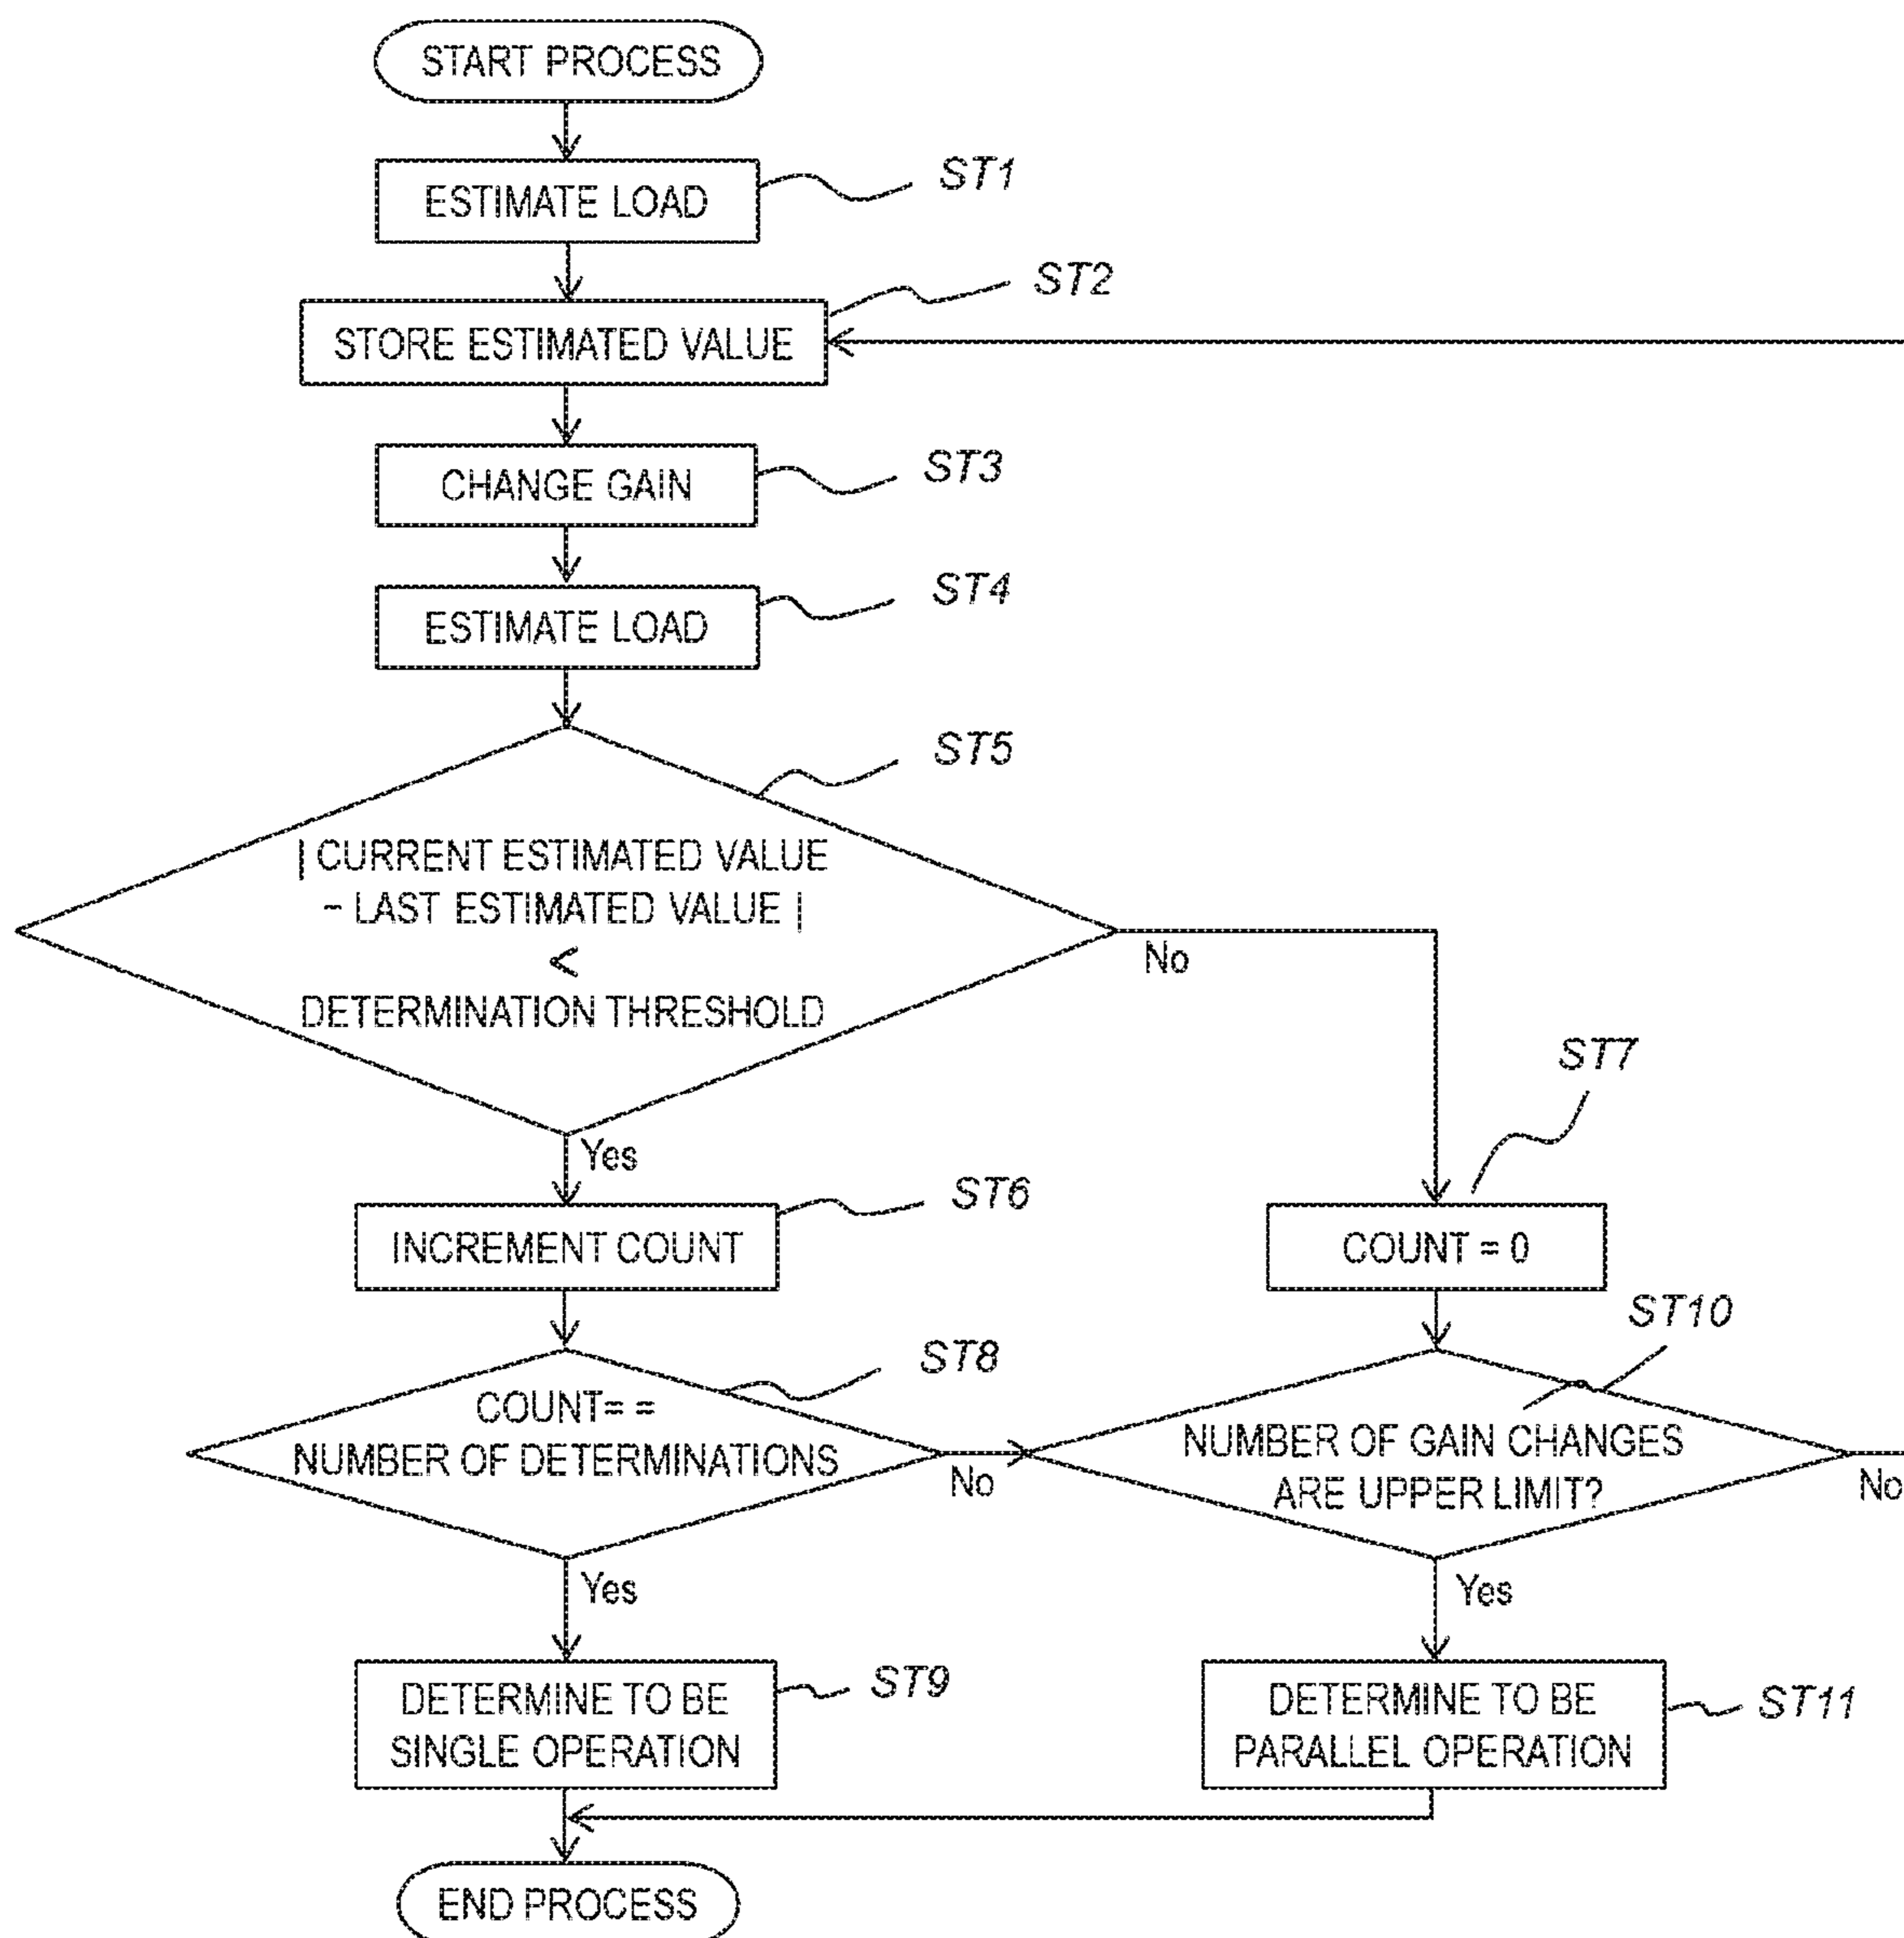 START PROCESS
ESTIMATE LOAD
ST1
STORE ESTIMATED VALUE
ST2
CHANGE GAIN
ST3
ESTIMATE LOAD
ST4
ST5
| CURRENT ESTIMATED VALUE
− LAST ESTIMATED VALUE |
<
DETERMINATION THRESHOLD
No
Yes
ST7
INCREMENT COUNT
ST6
COUNT = 0
ST8
COUNT= =
NUMBER OF DETERMINATIONS
No
Yes
ST10
NUMBER OF GAIN CHANGES
ARE UPPER LIMIT?
No
Yes
DETERMINE TO BE
SINGLE OPERATION
ST9
DETERMINE TO BE
PARALLEL OPERATION
ST11
END PROCESS